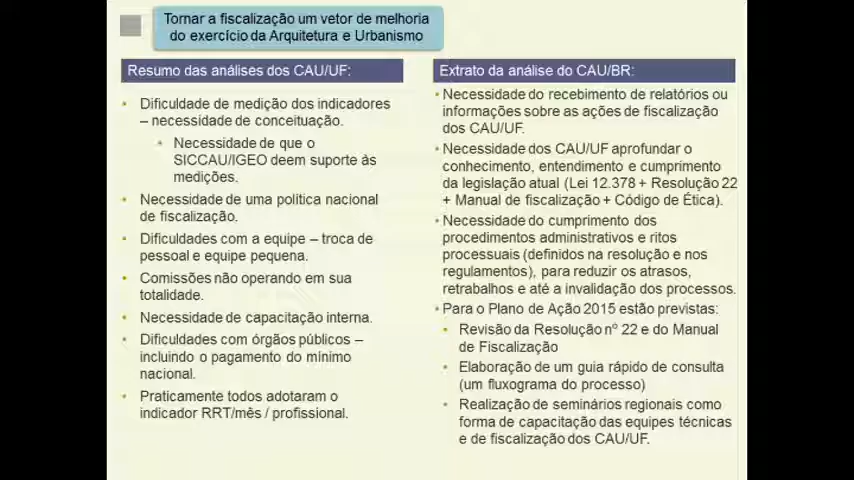 Tornar a fiscalização um vetor de melhoria
do exercício da Arquitetura e Urbanismo
Resumo das análises dos CAU/UF:
• Dificuldade de medição dos indicadores
– necessidade de conceituação.
• Necessidade de que o
SICCAU/IGEO deem suporte às
medições.
• Necessidade de uma política nacional
de fiscalização.
• Dificuldades com a equipe – troca de
pessoal e equipe pequena.
• Comissões não operando em sua
totalidade.
• Necessidade de capacitação interna.
• Dificuldades com órgãos públicos –
incluindo o pagamento do mínimo
nacional.
• Praticamente todos adotaram o
indicador RRT/mês / profissional.
Extrato da análise do CAU/BR:
• Necessidade do recebimento de relatórios ou
informações sobre as ações de fiscalização
dos CAU/UF.
• Necessidade dos CAU/UF aprofundar o
conhecimento, entendimento e cumprimento
da legislação atual (Lei 12.378 + Resolução 22
+ Manual de fiscalização + Código de Ética).
• Necessidade do cumprimento dos
procedimentos administrativos e ritos
processuais (definidos na resolução e nos
regulamentos), para reduzir os atrasos,
retrabalhos e até a invalidação dos processos.
• Para o Plano de Ação 2015 estão previstas:
• Revisão da Resolução nº 22 e do Manual
de Fiscalização
• Elaboração de um guia rápido de consulta
(um fluxograma do processo)
• Realização de seminários regionais como
forma de capacitação das equipes técnicas
e de fiscalização dos CAU/UF.